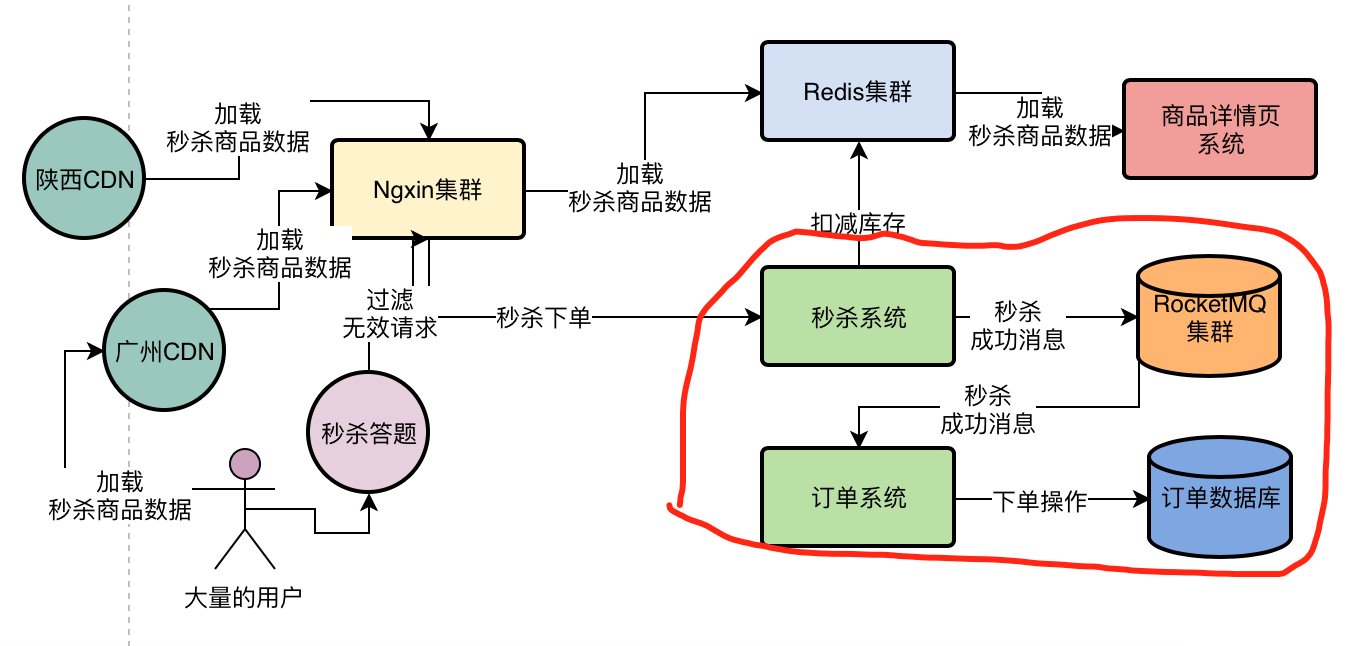 加载
秒杀商品数据
陕西CDN
Ngxin集群
加载
秒杀商品数据
Redis集群
加载
秒杀商品数据
商品详情页
系统
加载
秒杀商品数据
扣减库存
广州CDN
过滤
无效请求
秒杀下单
秒杀系统
秒杀
成功消息
RocketMQ
集群
秒杀答题
秒杀
成功消息
加载
秒杀商品数据
订单系统
下单操作
订单数据库
大量的用户